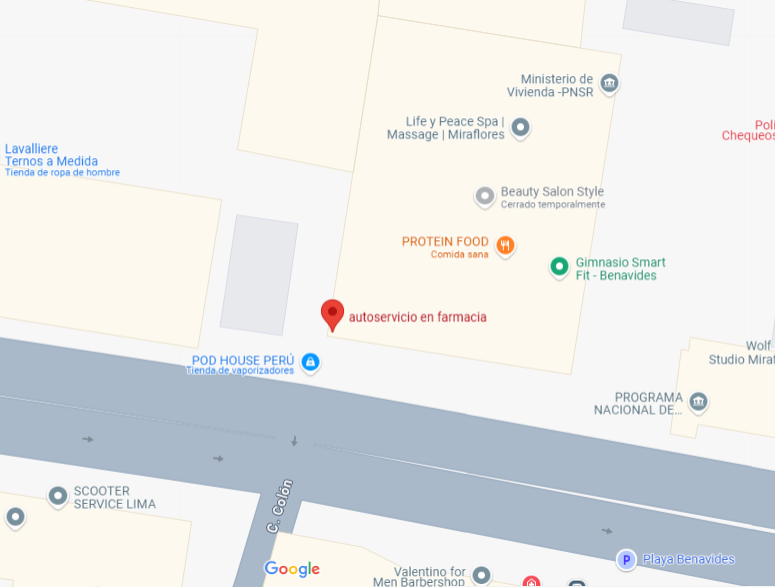 Ministerio de
Vivienda -PNSR
Life y Peace Spa |
Massage | Miraflores
Poli
Chequeos
Lavalliere
Ternos a Medida
Tienda de ropa de hombre
Beauty Salon Style
Cerrado temporalmente
PROTEIN FOOD
Comida sana
Gimnasio Smart
Fit - Benavides
autoservicio en farmacia
Wolf
Studio Miraf
POD HOUSE PERÚ
Tienda de vaporizadores
PROGRAMA
NACIONAL DE...
SCOOTER
SERVICE LIMA
C. Colón
Google
Valentino for
Men Barbershop
P
Playa Benavides